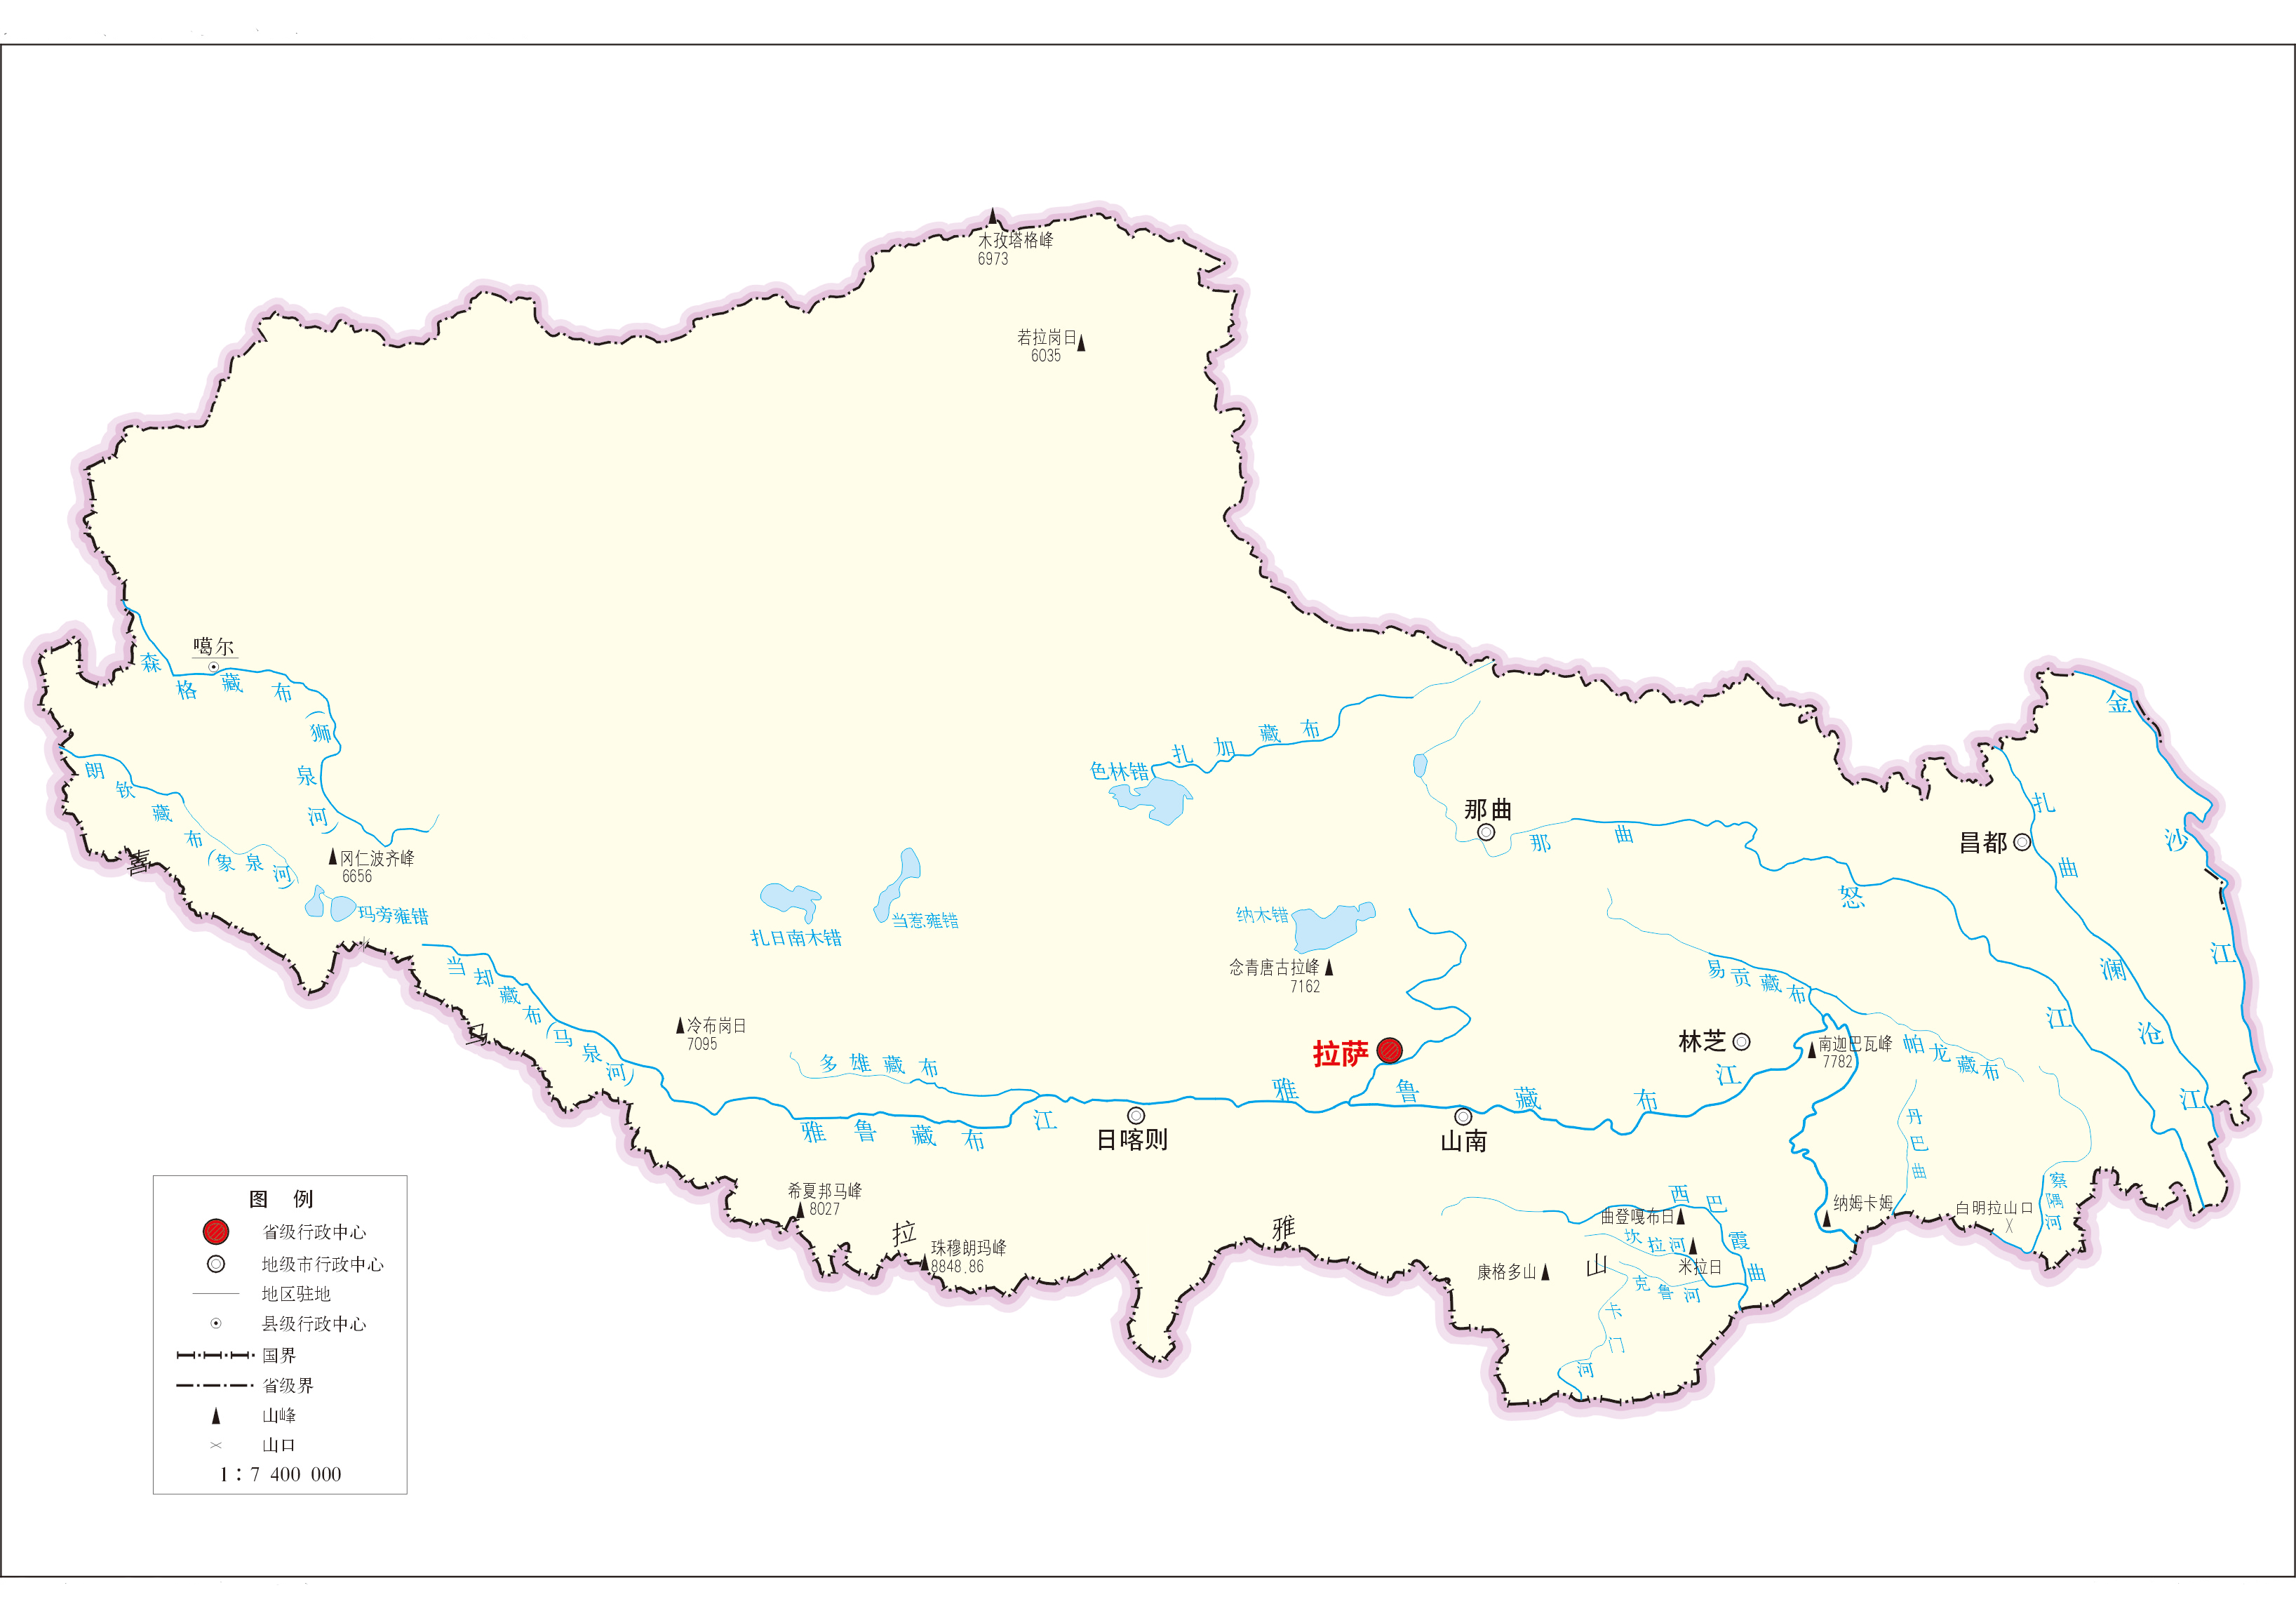 木孜塔格峰
6973
若拉岗日
6035
噶尔
森格藏布(狮泉河)
朗钦藏布(象泉河)
冈仁波齐峰
6656
玛旁雍错
扎加藏布
色林错
那曲
那曲
怒江
昌都
扎曲
澜沧江
金沙江
扎日南木错
当惹雍错
纳木错
念青唐古拉峰
7162
当却藏布(马泉河)
冷布岗日
7095
多雄藏布
雅鲁藏布江
日喀则
拉萨
雅鲁藏布江
山南
林芝
易贡藏布
南迦巴瓦峰
7782
帕龙藏布
丹巴曲
察隅河
白明拉山口
纳姆卡姆
西巴霞曲
曲登嘎布日
坎拉河
米拉日
康格多山
克鲁河
卡门河
希夏邦马峰
8027
珠穆朗玛峰
8848.86
喜马拉雅山
图 例
省级行政中心
地级市行政中心
地区驻地
县级行政中心
国界
省级界
山峰
山口
1：7 400 000